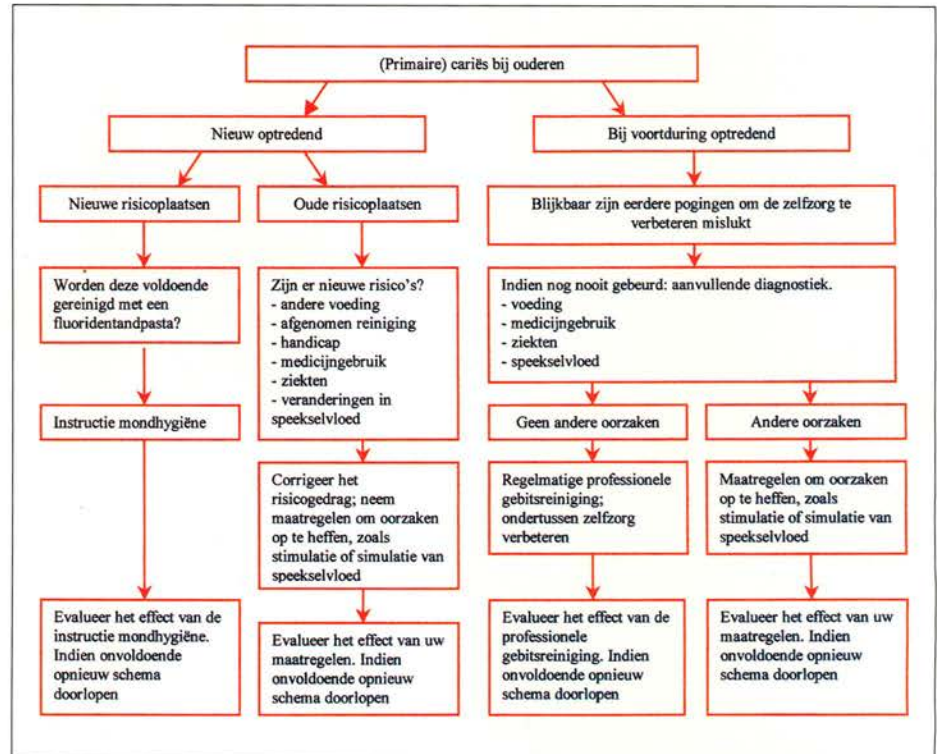 (Primaire) cariës bij ouderen
Nieuw optredend
Bij voortduring optredend
Nieuwe risicoplaatsen
Oude risicoplaatsen
Blijkbaar zijn eerdere pogingen om de zelfzorg te
verbeteren mislukt
Worden deze voldoende
gereinigd met een
fluoridentandpasta?
Zijn er nieuwe risico's?
- andere voeding
- afgenomen reiniging
- handicap
- medicijngebruik
- ziekten
- veranderingen in
speekselvloed
Indien nog nooit gebeurd: aanvullende diagnostiek.
- voeding
- medicijngebruik
- ziekten
- speekselvloed
Instructie mondhygiëne
Geen andere oorzaken
Andere oorzaken
Corrigeer het
risicogedrag; neem
maatregelen om oorzaken
op te heffen, zoals
stimulatie of simulatie van
speekselvloed
Regelmatige professionele
gebitsreiniging;
ondertussen zelfzorg
verbeteren
Maatregelen om oorzaken
op te heffen, zoals
stimulatie of simulatie van
speekselvloed
Evalueer het effect van de
instructie mondhygiëne.
Indien onvoldoende
opnieuw schema
doorlopen
Evalueer het effect van uw
maatregelen. Indien
onvoldoende opnieuw
schema doorlopen
Evalueer het effect van de
professionele
gebitsreiniging. Indien
onvoldoende opnieuw
schema doorlopen
Evalueer het effect van uw
maatregelen. Indien
onvoldoende opnieuw
schema doorlopen